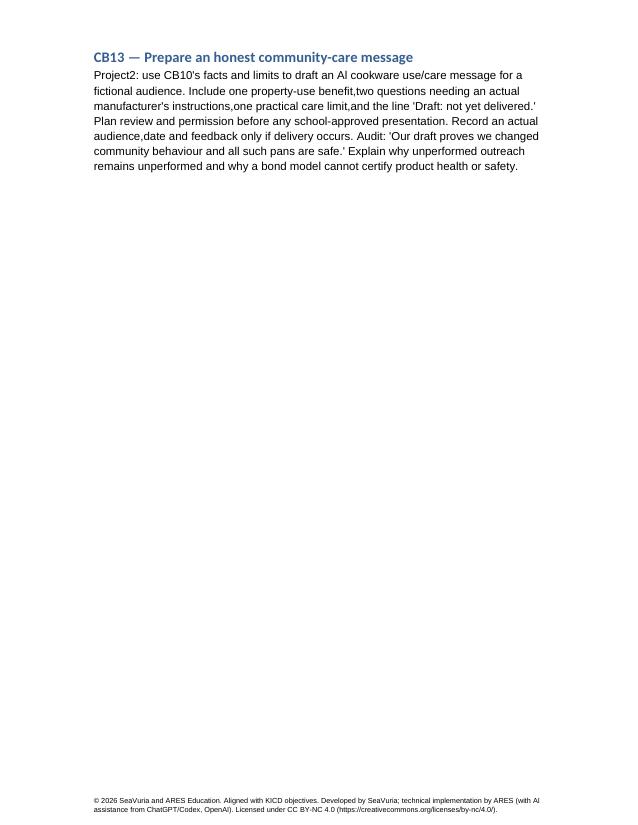 CB13 — Prepare an honest community-care message
Project2: use CB10's facts and limits to draft an Al cookware use/care message for a
fictional audience. Include one property-use benefit,two questions needing an actual
manufacturer's instructions,one practical care limit,and the line 'Draft: not yet delivered.'
Plan review and permission before any school-approved presentation. Record an actual
audience,date and feedback only if delivery occurs. Audit: 'Our draft proves we changed
community behaviour and all such pans are safe.' Explain why unperformed outreach
remains unperformed and why a bond model cannot certify product health or safety.
© 2026 SeaVuria and ARES Education. Aligned with KICD objectives. Developed by SeaVuria; technical implementation by ARES (with AI
assistance from ChatGPT/Codex, OpenAI). Licensed under CC BY-NC 4.0 (https://creativecommons.org/licenses/by-nc/4.0/).